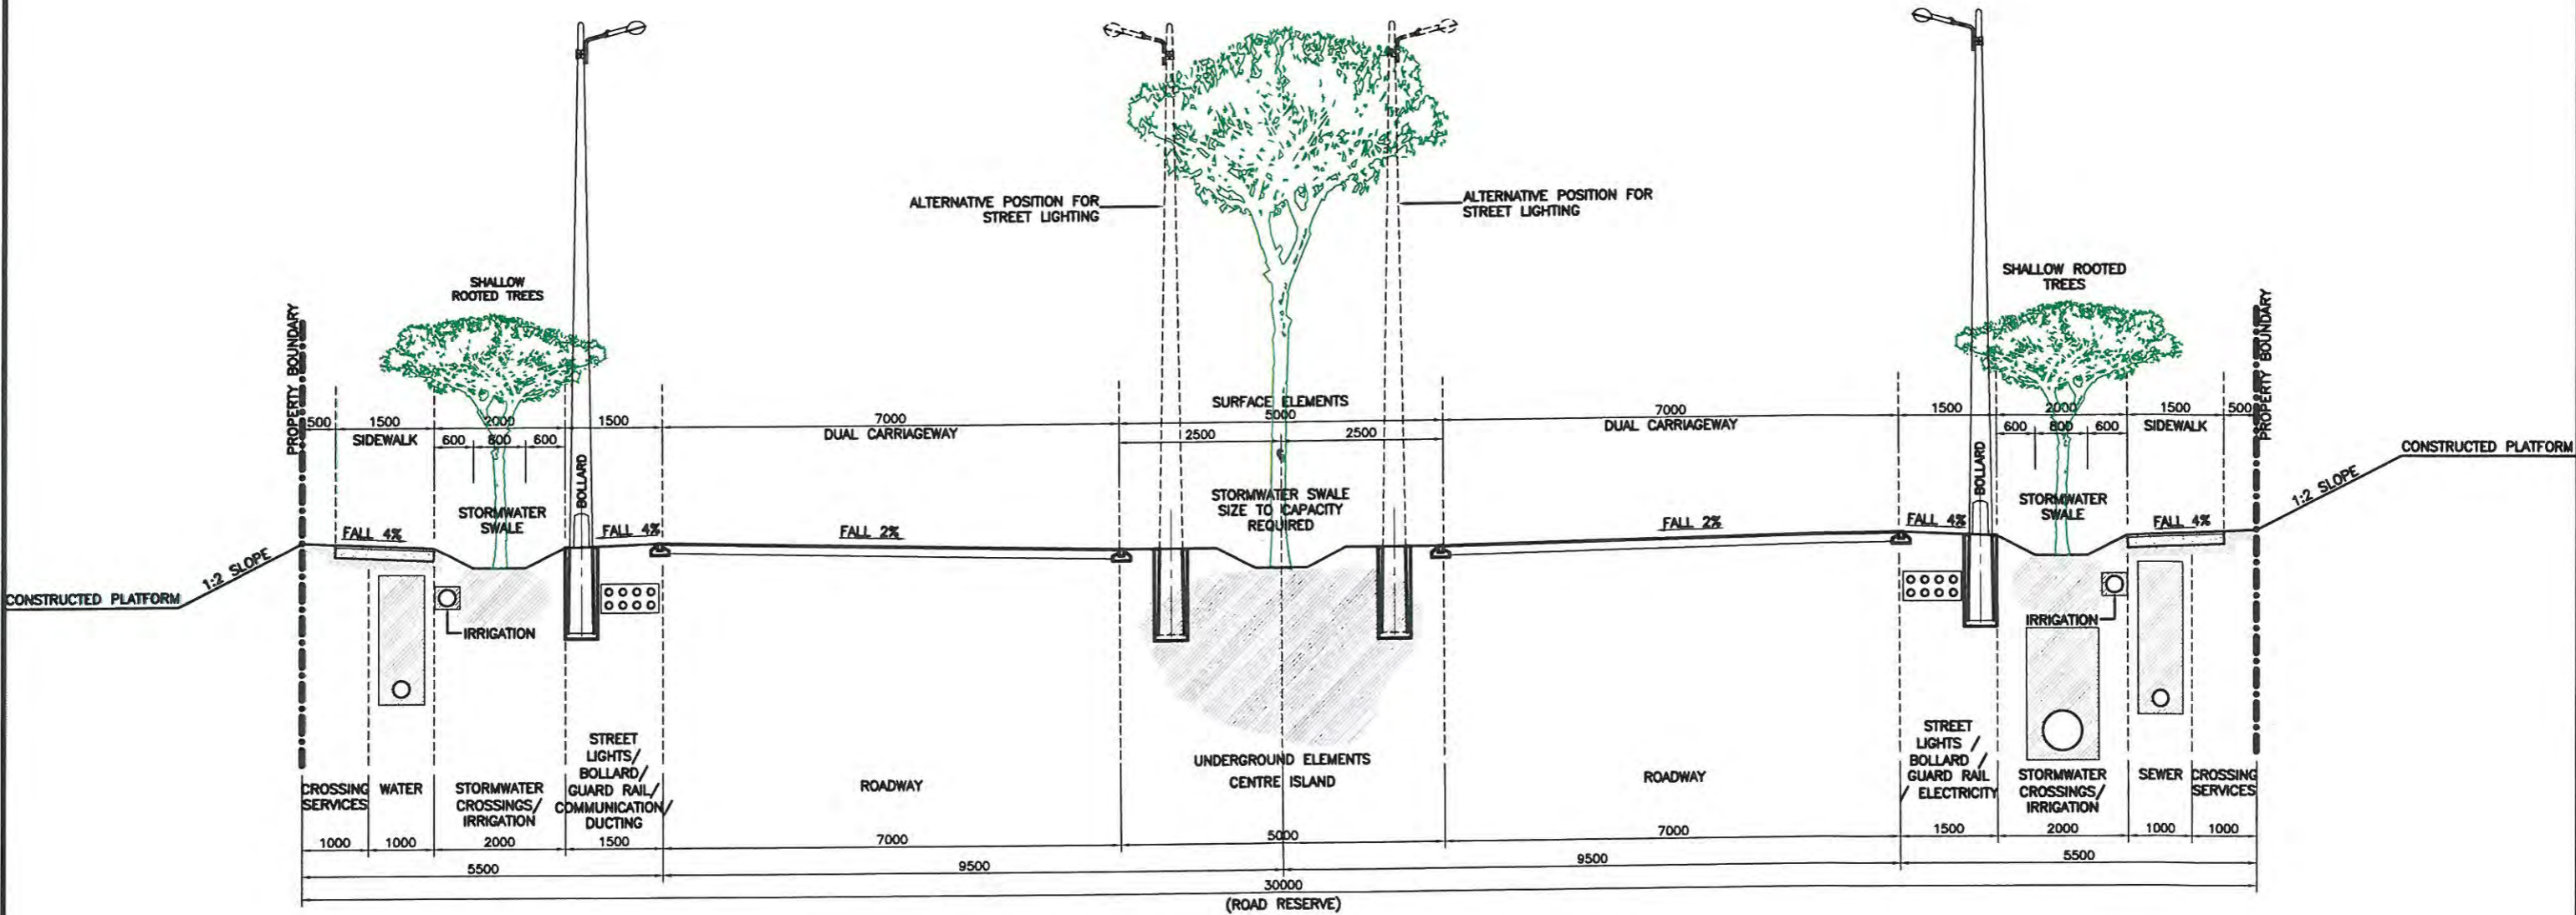 ALTERNATIVE POSITION FOR
STREET LIGHTING
ALTERNATIVE POSITION FOR
STREET LIGHTING
SHALLOW
ROOTED TREES
SHALLOW ROOTED
TREES
PROPERTY BOUNDARY
PROPERTY BOUNDARY
SURFACE ELEMENTS
500
1500
2000
1500
7000
5000
7000
1500
2000
1500
500
SIDEWALK
600
800
600
DUAL CARRIAGEWAY
2500
2500
DUAL CARRIAGEWAY
600
800
600
SIDEWALK
BOLLARD
BOLLARD
CONSTRUCTED PLATFORM
1:2 SLOPE
STORMWATER
SWALE
STORMWATER SWALE
SIZE TO CAPACITY
REQUIRED
STORMWATER
SWALE
FALL 4%
FALL 4%
FALL 2%
FALL 2%
FALL 4%
FALL 4%
1:2 SLOPE
CONSTRUCTED PLATFORM
IRRIGATION
IRRIGATION
UNDERGROUND ELEMENTS
CROSSING
SERVICES
WATER
STORMWATER
CROSSINGS/
IRRIGATION
STREET
LIGHTS/
BOLLARD/
GUARD RAIL/
COMMUNICATION/
DUCTING
ROADWAY
CENTRE ISLAND
ROADWAY
STREET
LIGHTS /
BOLLARD /
GUARD RAIL
/ ELECTRICITY
STORMWATER
CROSSINGS/
IRRIGATION
SEWER
CROSSING
SERVICES
1000
1000
2000
1500
7000
5000
7000
1500
2000
1000
1000
5500
9500
9500
5500
30000
(ROAD RESERVE)